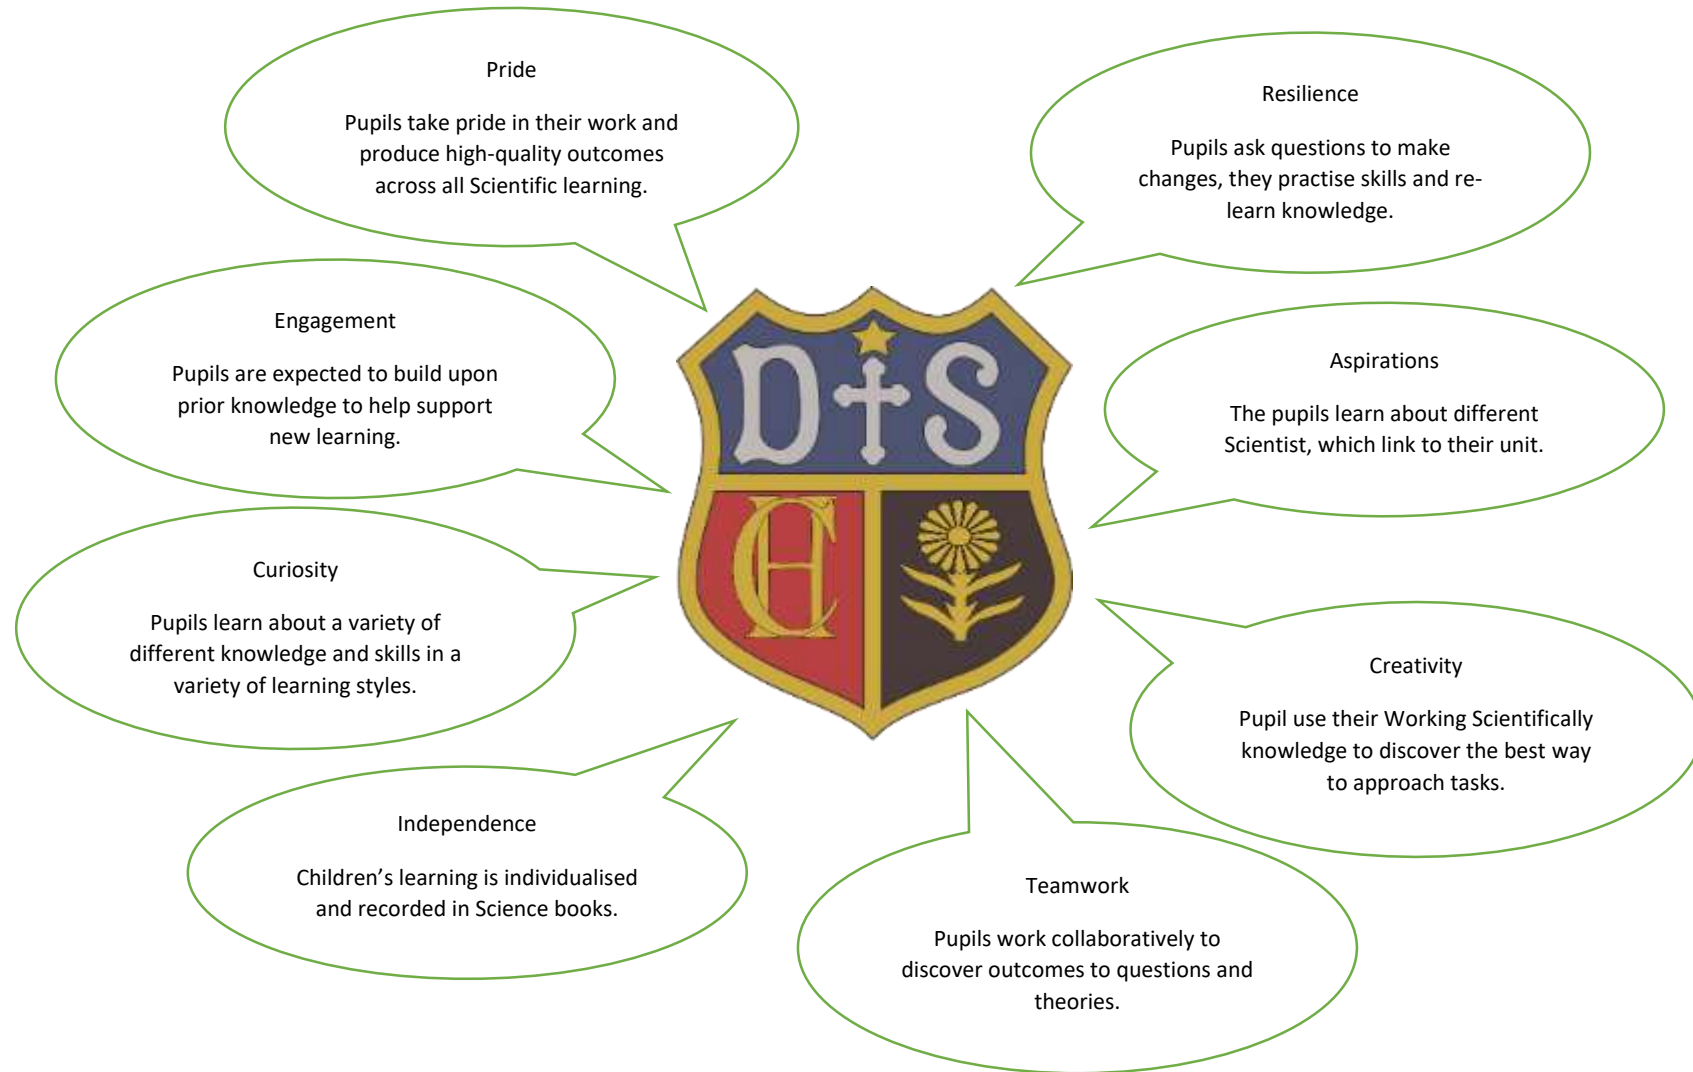 Pride
Pupils take pride in their work and
produce high-quality outcomes
across all Scientific learning.
Resilience
Pupils ask questions to make
changes, they practise skills and re-
learn knowledge.
Engagement
Pupils are expected to build upon
prior knowledge to help support
new learning.
Aspirations
The pupils learn about different
Scientist, which link to their unit.
D S
CH
Curiosity
Pupils learn about a variety of
different knowledge and skills in a
variety of learning styles.
Creativity
Pupil use their Working Scientifically
knowledge to discover the best way
to approach tasks.
Independence
Children’s learning is individualised
and recorded in Science books.
Teamwork
Pupils work collaboratively to
discover outcomes to questions and
theories.